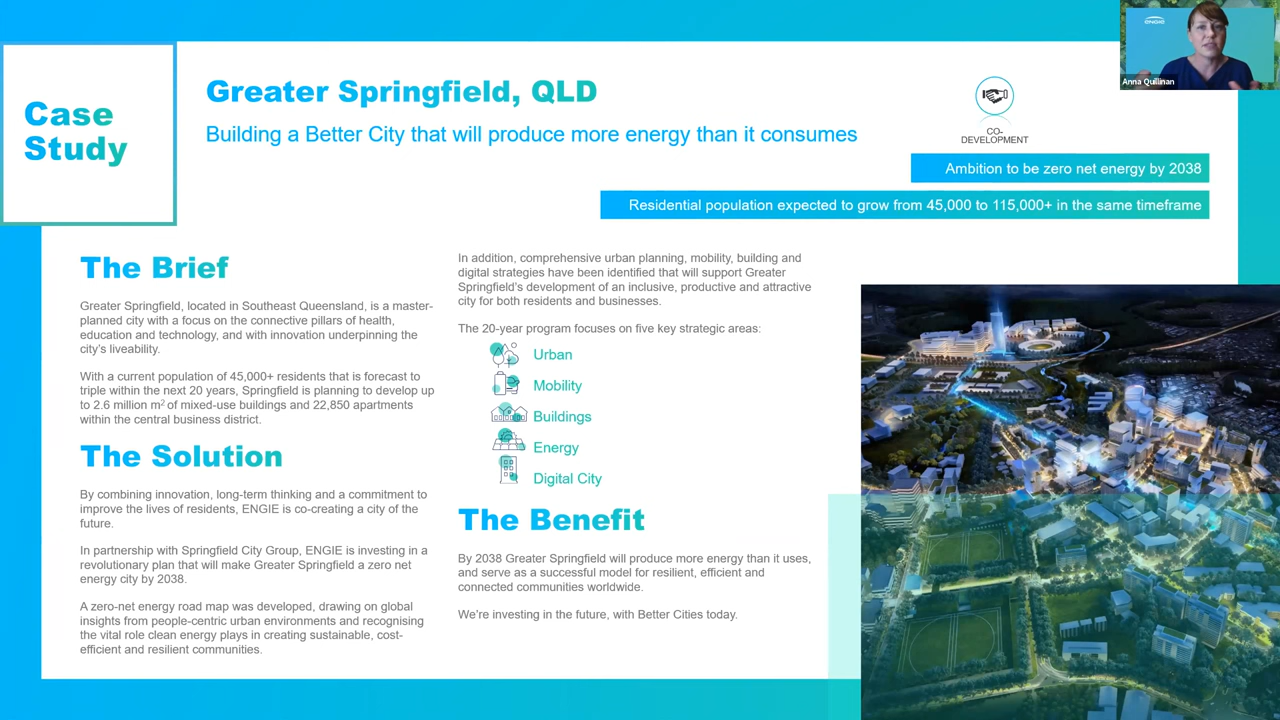 Case
Study
Greater Springfield, QLD
Building a Better City that will produce more energy than it consumes
CO-
DEVELOPMENT
Ambition to be zero net energy by 2038
Residential population expected to grow from 45,000 to 115,000+ in the same timeframe
ENGIE
Anna Quillinan
The Brief
Greater Springfield, located in Southeast Queensland, is a master-
planned city with a focus on the connective pillars of health,
education and technology, and with innovation underpinning the
city's liveability.
With a current population of 45,000+ residents that is forecast to
triple within the next 20 years, Springfield is planning to develop up
to 2.6 million m² of mixed-use buildings and 22,850 apartments
within the central business district.
The Solution
By combining innovation, long-term thinking and a commitment to
improve the lives of residents, ENGIE is co-creating a city of the
future.
In partnership with Springfield City Group, ENGIE is investing in a
revolutionary plan that will make Greater Springfield a zero net
energy city by 2038.
A zero-net energy road map was developed, drawing on global
insights from people-centric urban environments and recognising
the vital role clean energy plays in creating sustainable, cost-
efficient and resilient communities.
In addition, comprehensive urban planning, mobility, building and
digital strategies have been identified that will support Greater
Springfield's development of an inclusive, productive and attractive
city for both residents and businesses.
The 20-year program focuses on five key strategic areas:
Urban
Mobility
Buildings
Energy
Digital City
The Benefit
By 2038 Greater Springfield will produce more energy than it uses,
and serve as a successful model for resilient, efficient and
connected communities worldwide.
We're investing in the future, with Better Cities today.